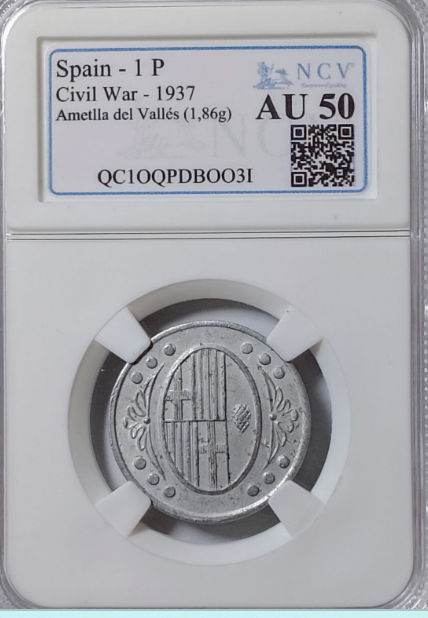 Spain - 1 P
NCV
Civil War - 1937
AU 50
Ametlla del Vallés (1,86g)
QC1OQPDBOO3I